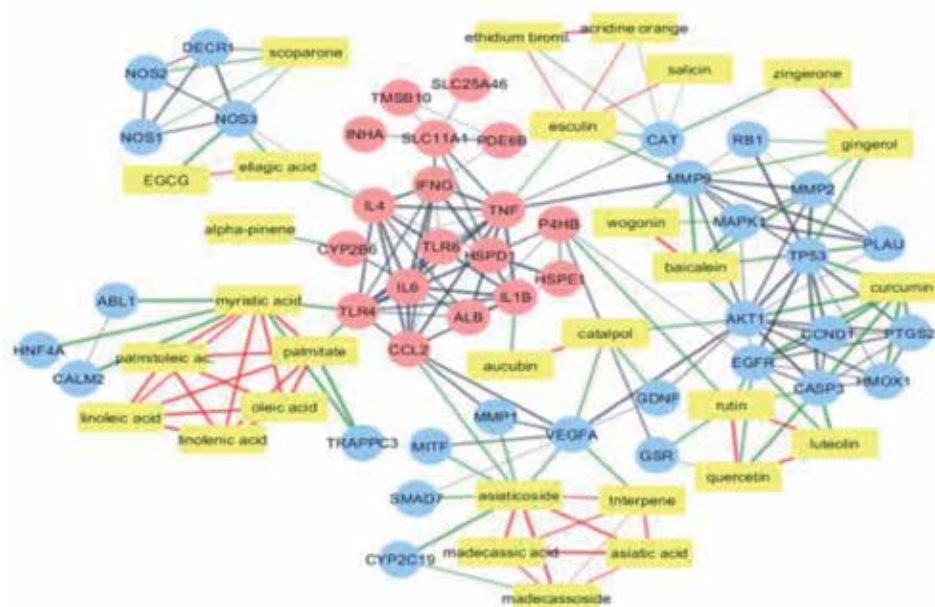 ethidium bromi.
acridine orange
DECR1
scoparone
NOS2
salicin
zingerone
SLC25A46
TMSB10
NOS1
NOS3
INHA
SLC11A1
PDE6B
esculin
CAT
RB1
gingerol
EGCG
ellagic acid
IFNG
MMP9
MMP2
IL4
TNF
P4HB
wogonin
MAPK1
alpha-pinene
CYP2B6
TLR6
HSPD1
TP53
PLAU
baicalein
HSPE1
curcumin
ABL1
myristic acid
IL6
IL1B
TLR4
ALB
catalpol
AKT1
CCND1
PTGS2
HNF4A
palmitoleic ac.
palmitate
CCL2
aucubin
EGFR
CALM2
CASP3
HMOX1
linoleic acid
oleic acid
MMP1
GDNF
rutin
linolenic acid
TRAPPC3
MITF
VEGFA
GSR
luteolin
quercetin
SMAD7
asiaticoside
Triterpene
CYP2C19
madecassic acid
asiatic acid
madecassoside